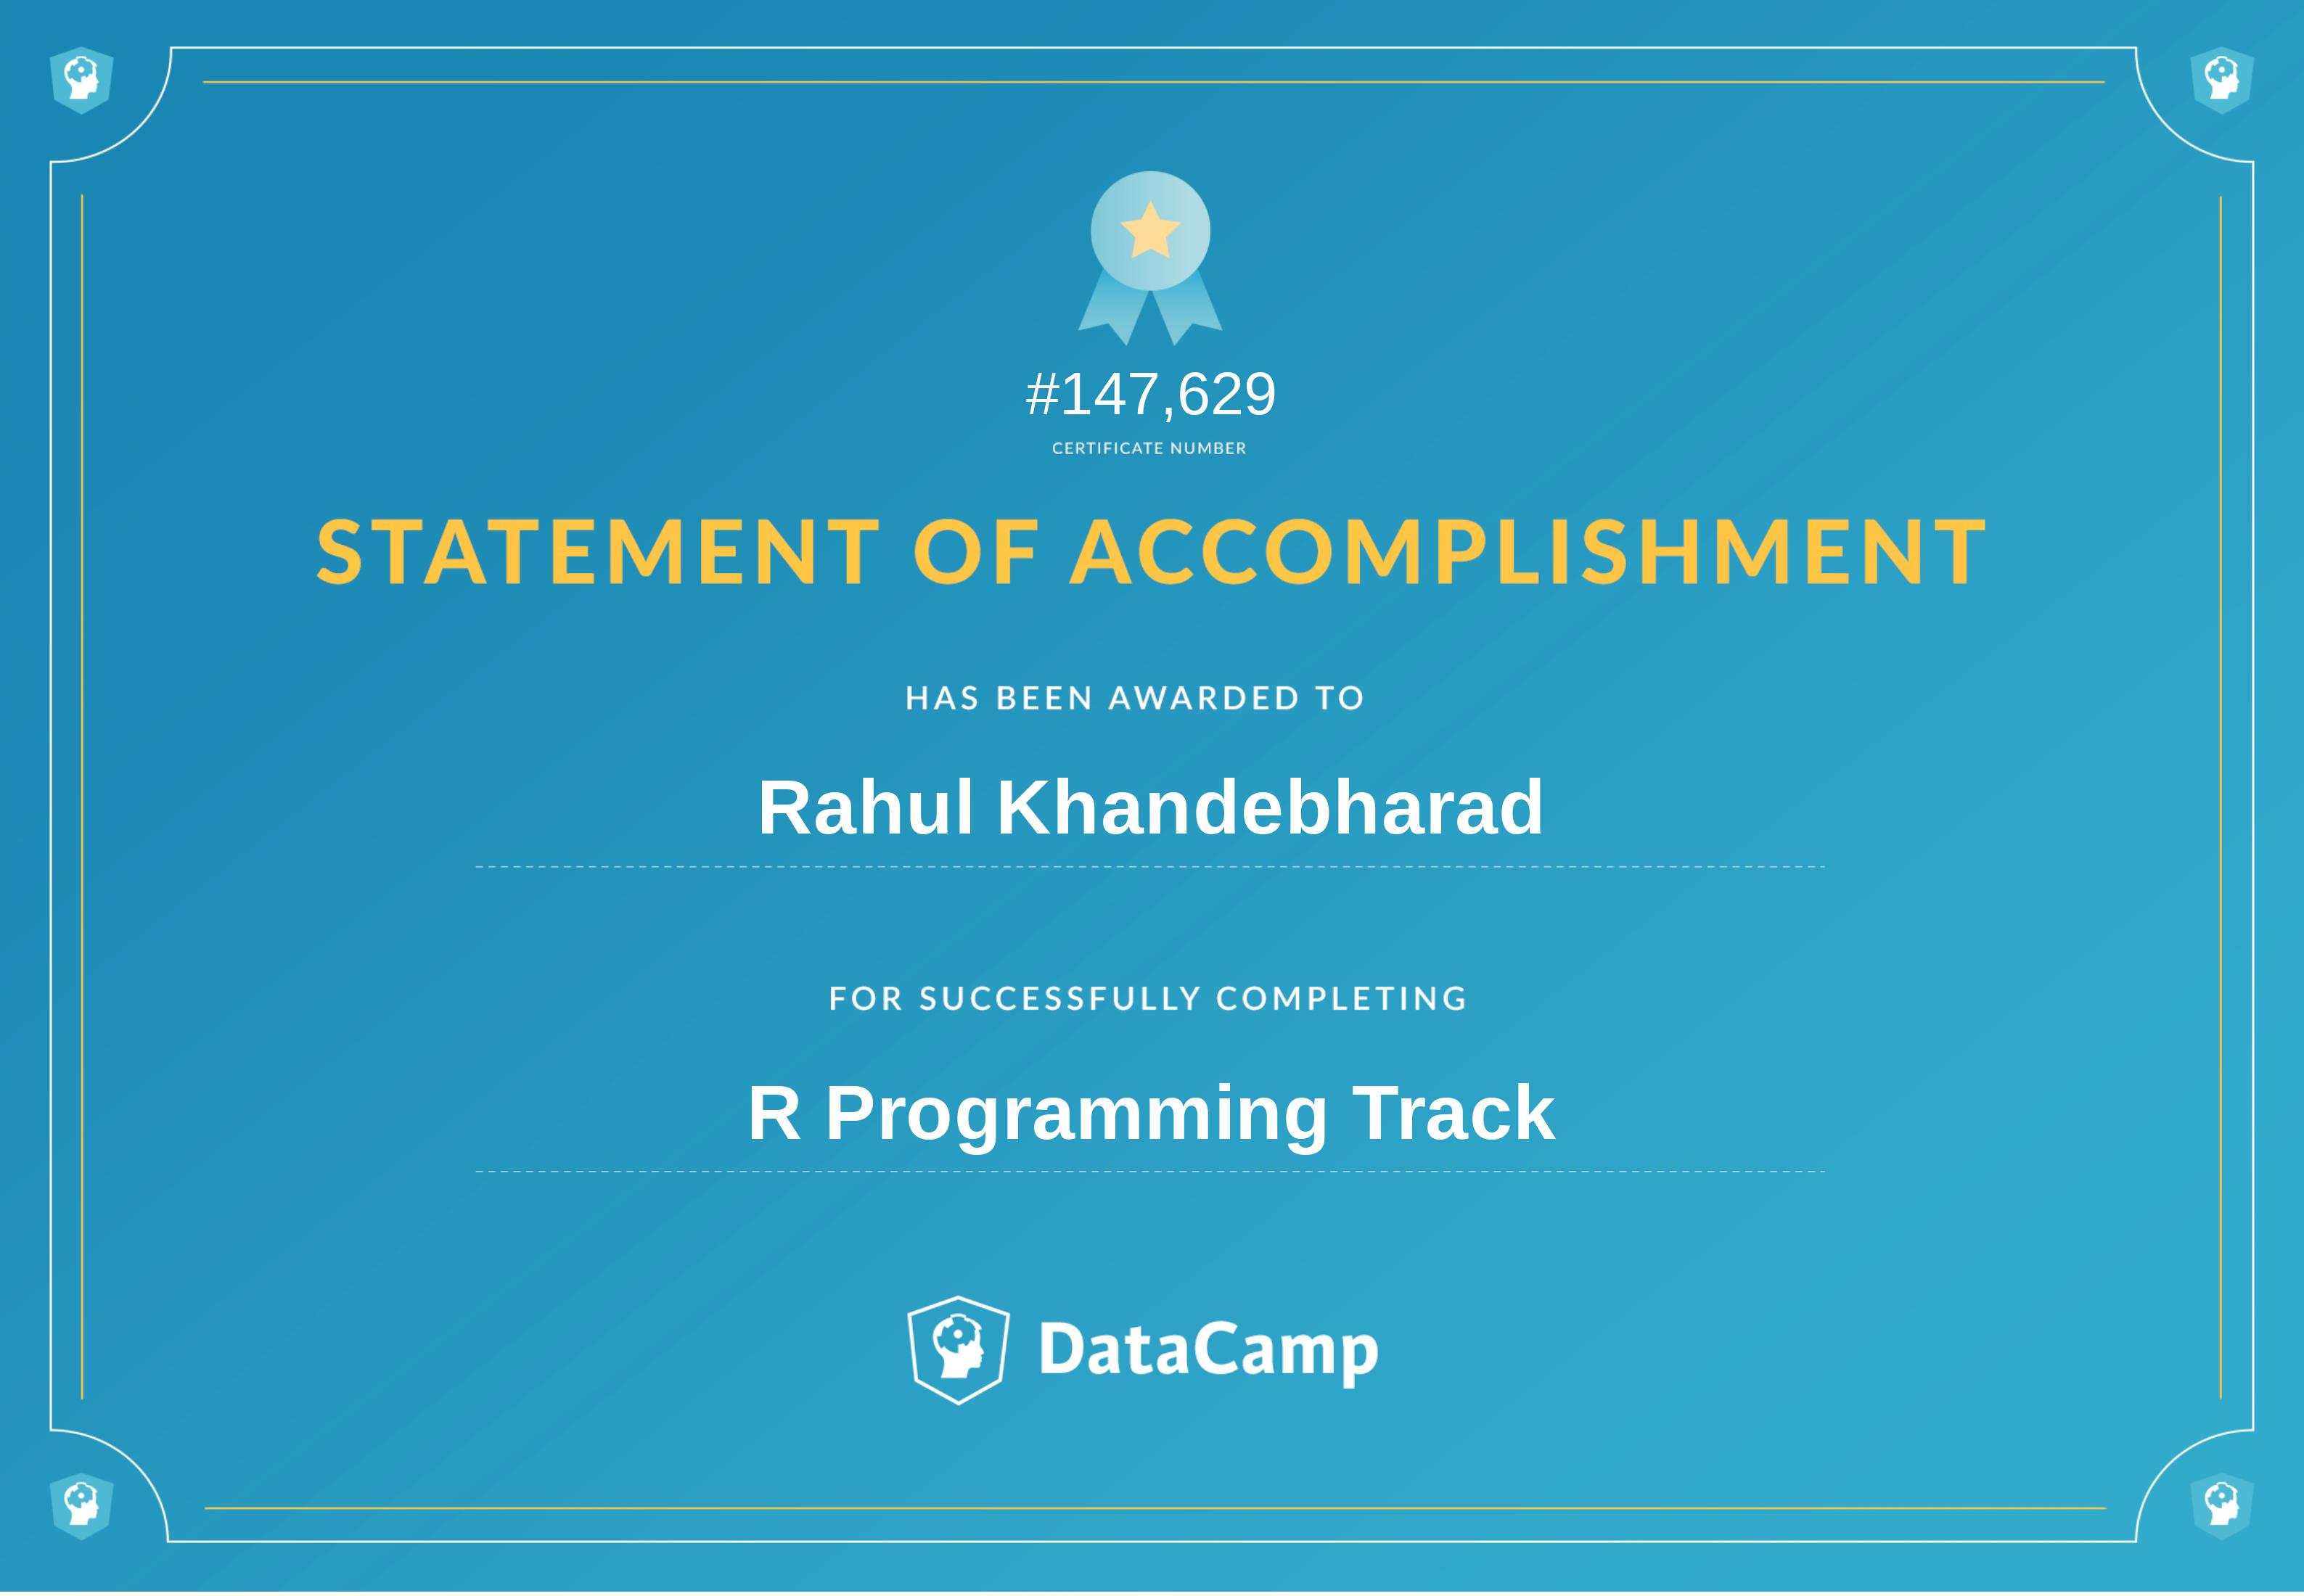 #147,629
CERTIFICATE NUMBER
STATEMENT OF ACCOMPLISHMENT
HAS BEEN AWARDED TO
Rahul Khandebharad
FOR SUCCESSFULLY COMPLETING
R Programming Track
DataCamp